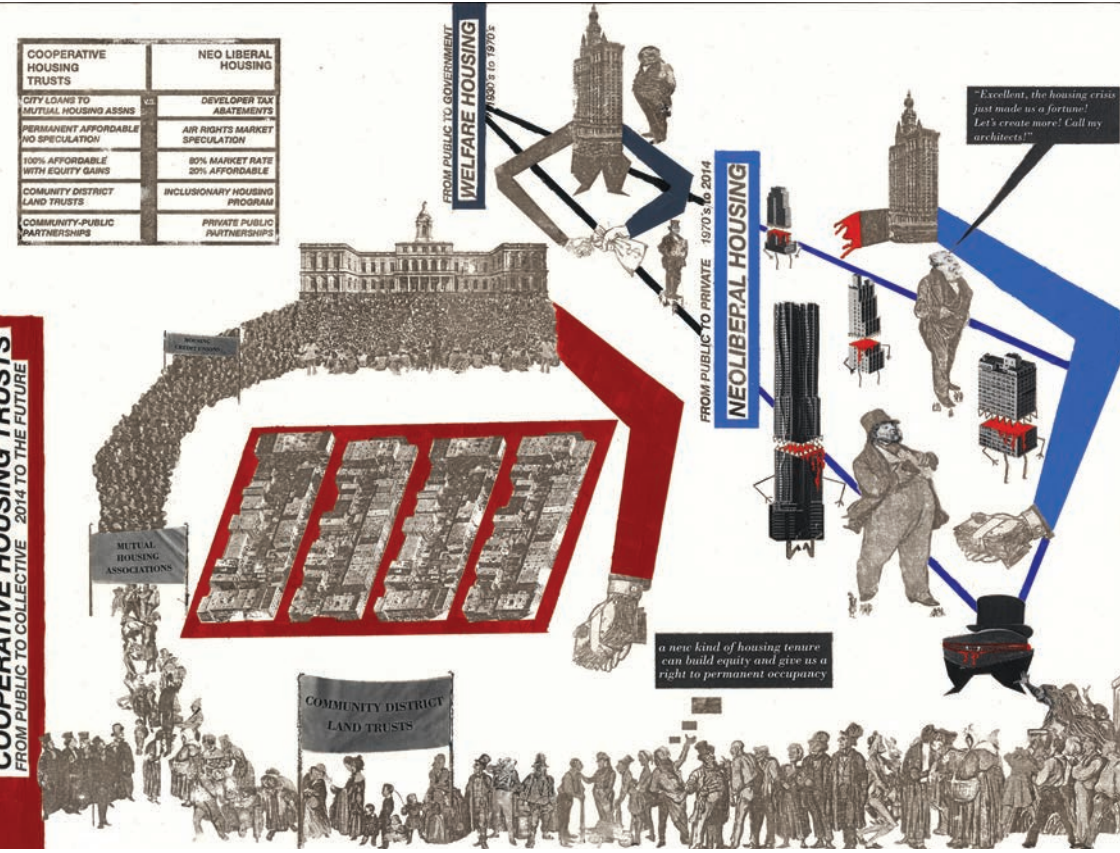 COOPERATIVE
HOUSING
TRUSTS
NEO LIBERAL
HOUSING
CITY LOANS TO
MUTUAL HOUSING ASSNS
V.S.
DEVELOPER TAX
ABATEMENTS
PERMANENT AFFORDABLE
NO SPECULATION
AIR RIGHTS MARKET
SPECULATION
100% AFFORDABLE
WITH EQUITY GAINS
80% MARKET RATE
20% AFFORDABLE
COMUNITY DISTRICT
LAND TRUSTS
INCLUSIONARY HOUSING
PROGRAM
COMMUNITY-PUBLIC
PARTNERSHIPS
PRIVATE PUBLIC
PARTNERSHIPS
FROM PUBLIC TO GOVERNMENT
WELFARE HOUSING
1930's to 1970's
"Excellent, the housing crisis
just made us a fortune!
Let's create more! Call my
architects!"
FROM PUBLIC TO PRIVATE 1970's to 2014
NEOLIBERAL HOUSING
HOUSING
CREDIT UNIONS
COOPERATIVE HOUSING TRUSTS
FROM PUBLIC TO COLLECTIVE 2014 TO THE FUTURE
MUTUAL
HOUSING
ASSOCIATIONS
a new kind of housing tenure
can build equity and give us a
right to permanent occupancy
COMMUNITY DISTRICT
LAND TRUSTS